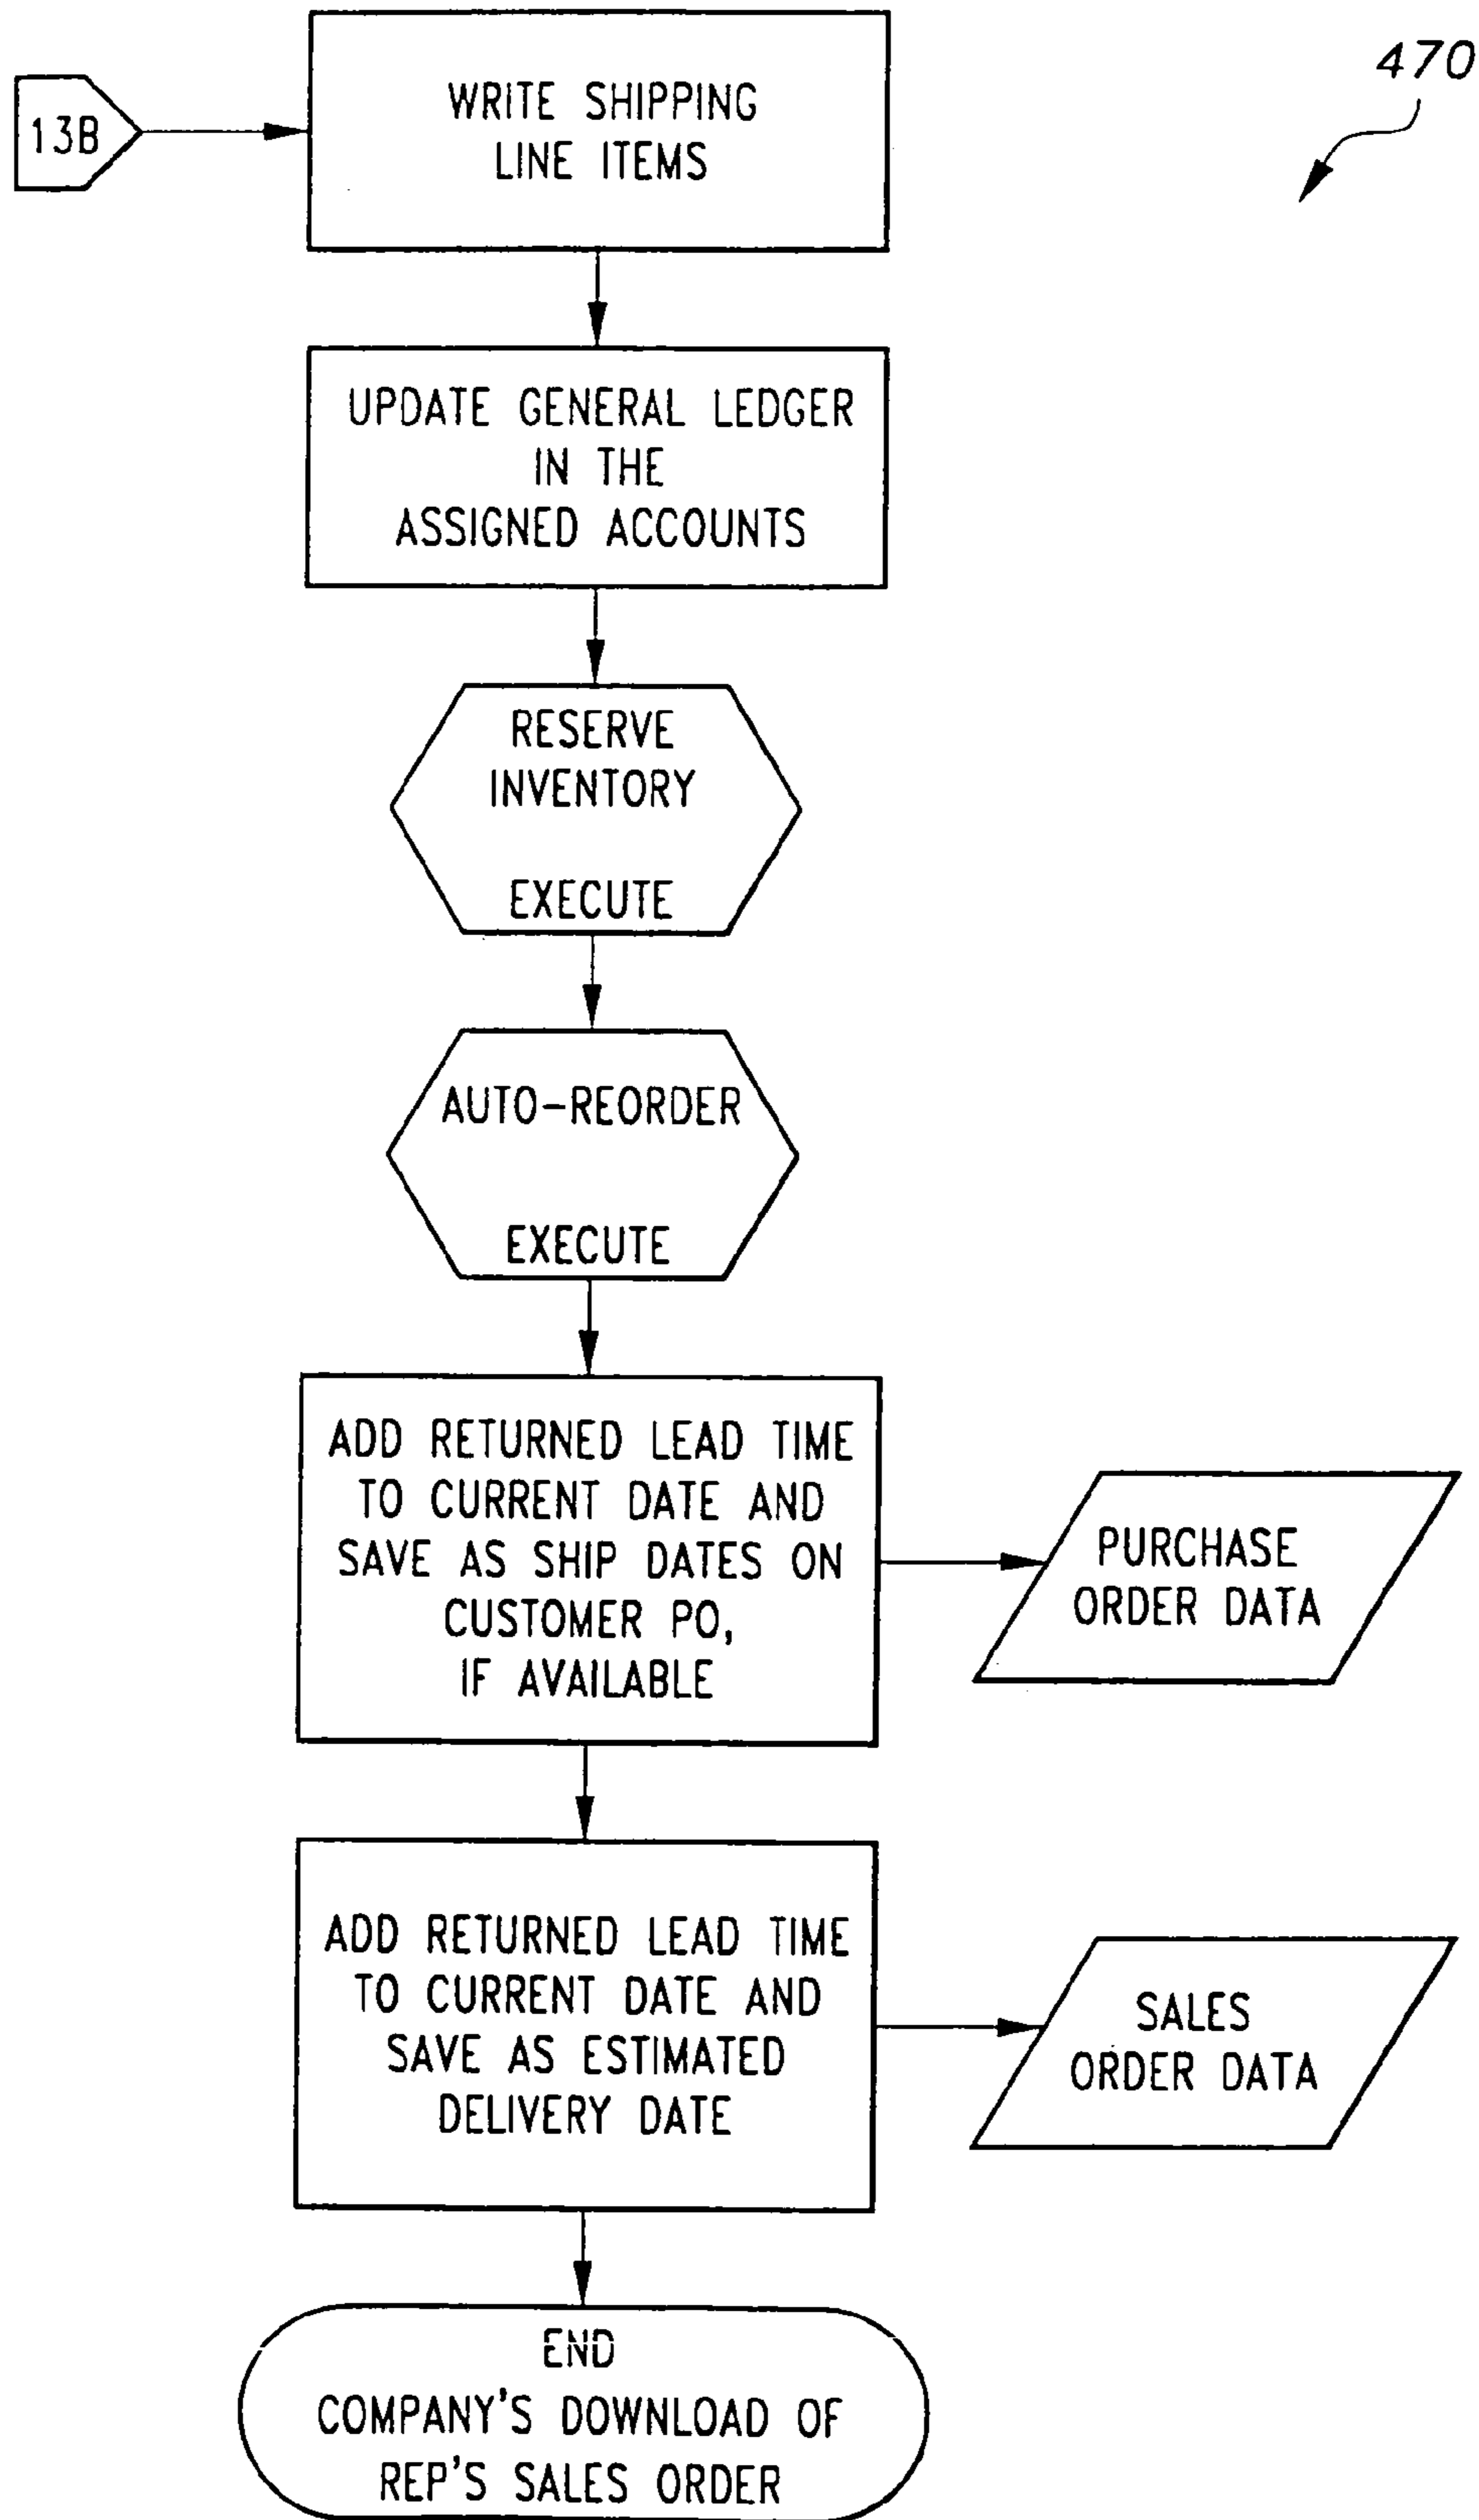 470
13B
WRITE SHIPPING
LINE ITEMS
UPDATE GENERAL LEDGER
IN THE
ASSIGNED ACCOUNTS
RESERVE
INVENTORY
EXECUTE
AUTO-REORDER
EXECUTE
ADD RETURNED LEAD TIME
TO CURRENT DATE AND
SAVE AS SHIP DATES ON
CUSTOMER PO,
IF AVAILABLE
PURCHASE
ORDER DATA
ADD RETURNED LEAD TIME
TO CURRENT DATE AND
SAVE AS ESTIMATED
DELIVERY DATE
SALES
ORDER DATA
END
COMPANY'S DOWNLOAD OF
REP'S SALES ORDER